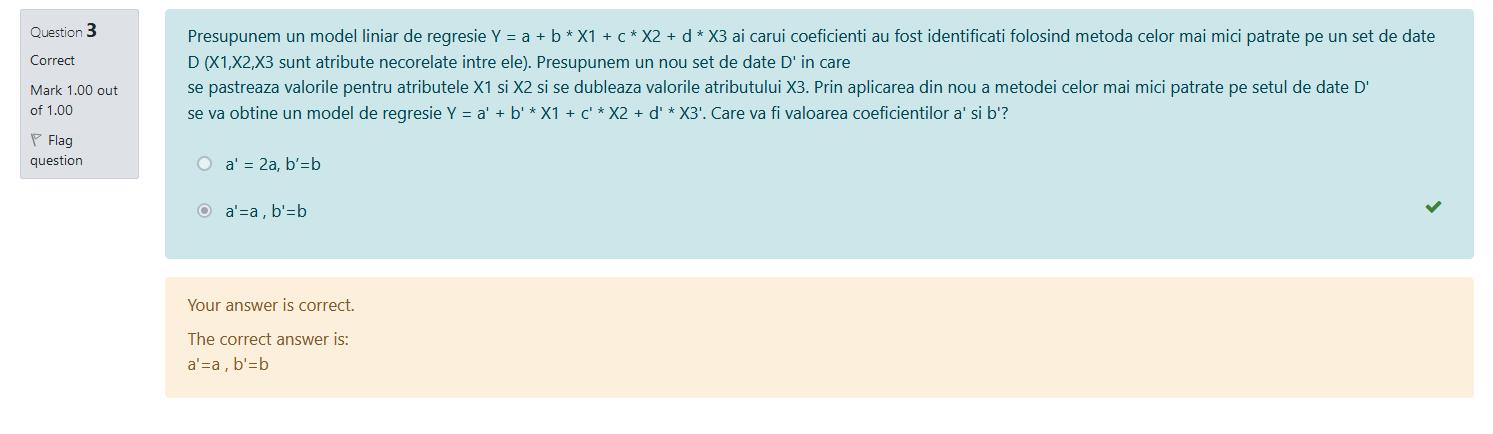 Question 3
Correct
Mark 1.00 out
of 1.00
Flag
question
Presupunem un model liniar de regresie Y = a + b * X1 + c * X2 + d * X3 ai carui coeficienti au fost identificati folosind metoda celor mai mici patrate pe un set de date
D (X1,X2,X3 sunt atribute necorelate intre ele). Presupunem un nou set de date D' in care
se pastreaza valorile pentru atributele X1 si X2 si se dubleaza valorile atributului X3. Prin aplicarea din nou a metodei celor mai mici patrate pe setul de date D'
se va obtine un model de regresie Y = a' + b' * X1 + c' * X2 + d' * X3'. Care va fi valoarea coeficientilor a' si b'?
a' = 2a, b'=b
a'=a , b'=b
Your answer is correct.
The correct answer is:
a'=a , b'=b